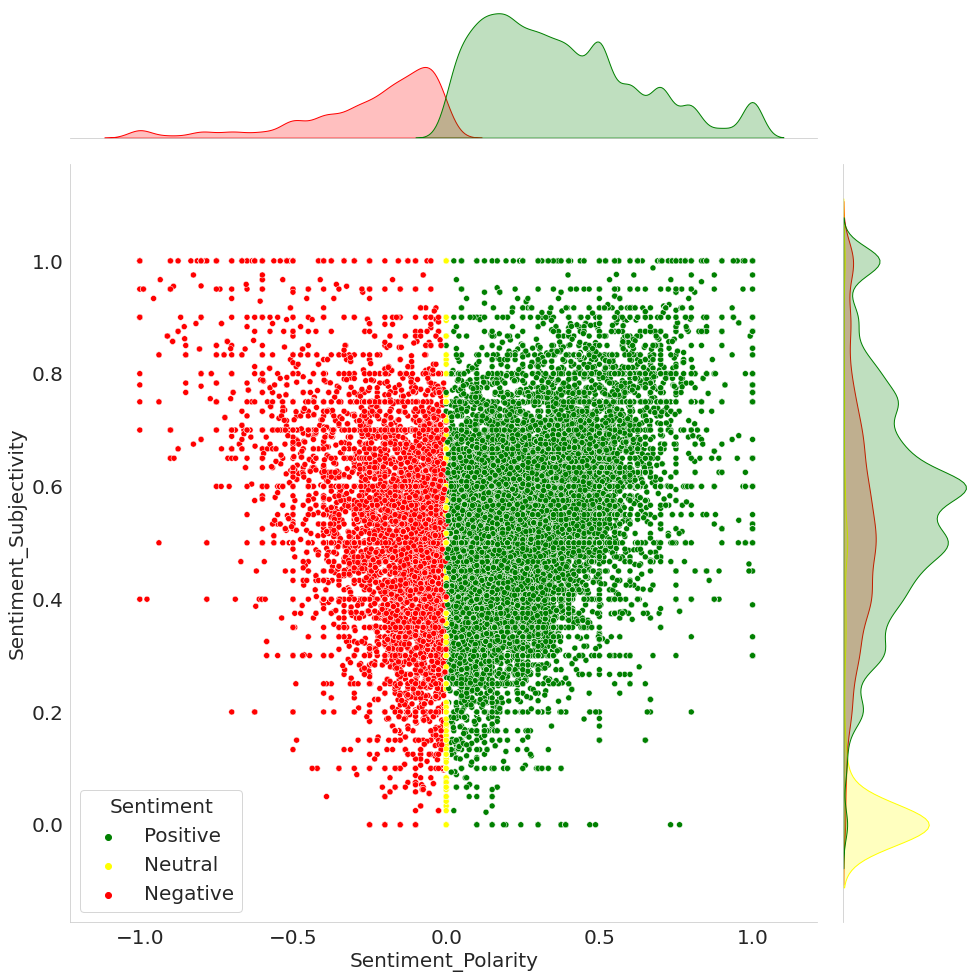 Sentiment_Subjectivity
1.0
0.8
0.6
0.4
0.2
0.0
Sentiment
Positive
Neutral
Negative
−1.0 −0.5 0.0 0.5 1.0
Sentiment_Polarity